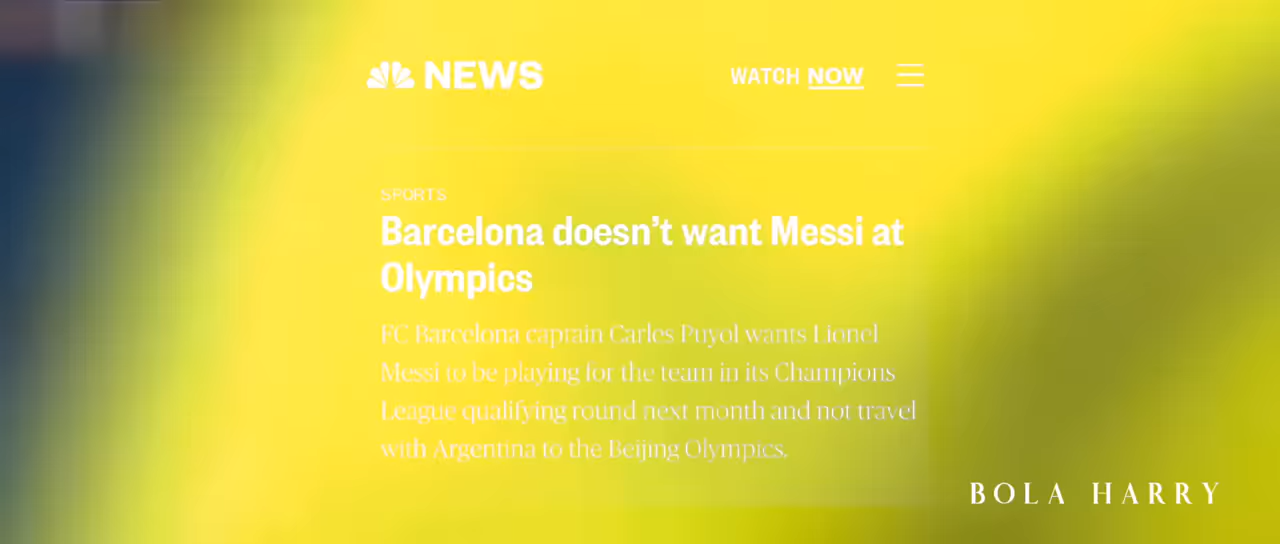 NEWS
WATCH NOW
SPORTS
Barcelona doesn't want Messi at
Olympics
FC Barcelona captain Carles Puyol wants Lionel
Messi to be playing for the team in its Champions
League qualifying round next month and not travel
with Argentina to the Beijing Olympics.
BOLA HARRY